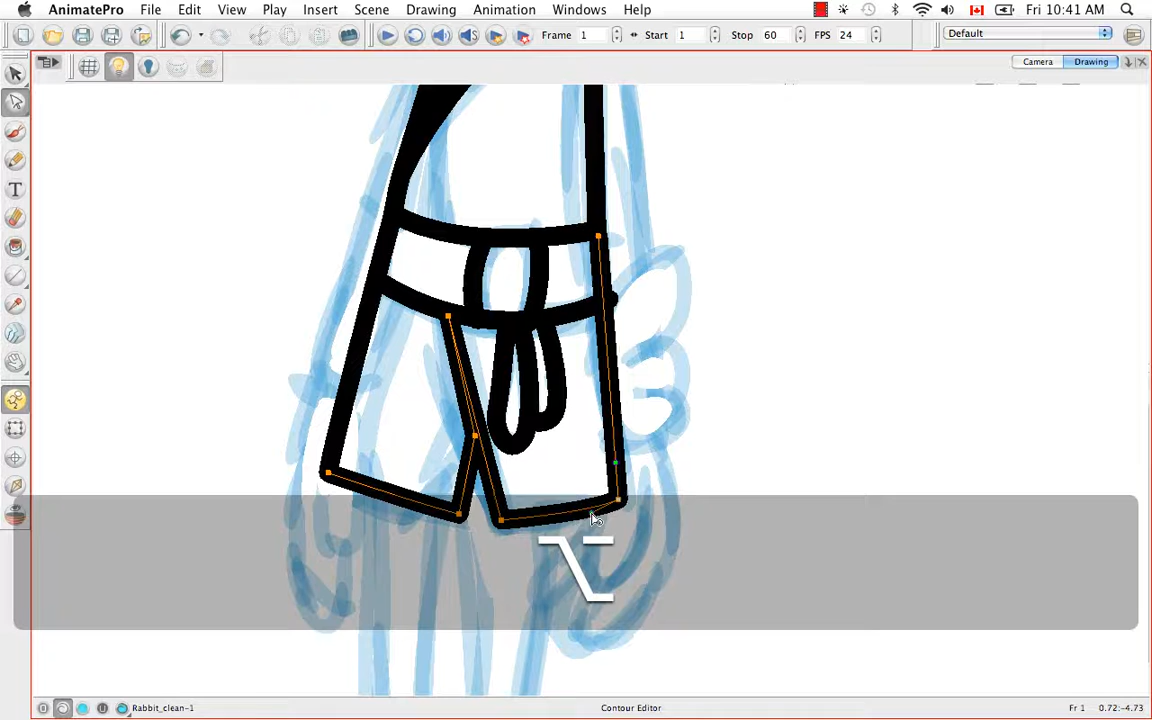 AnimatePro File Edit View Play Insert Scene Drawing Animation Windows Help Fri 10:41 AM
Frame 1 Start 1 Stop 60 FPS 24 Default
Camera Drawing
T
Rabbit_clean-1 Contour Editor Fr 1 0.72:-4.73